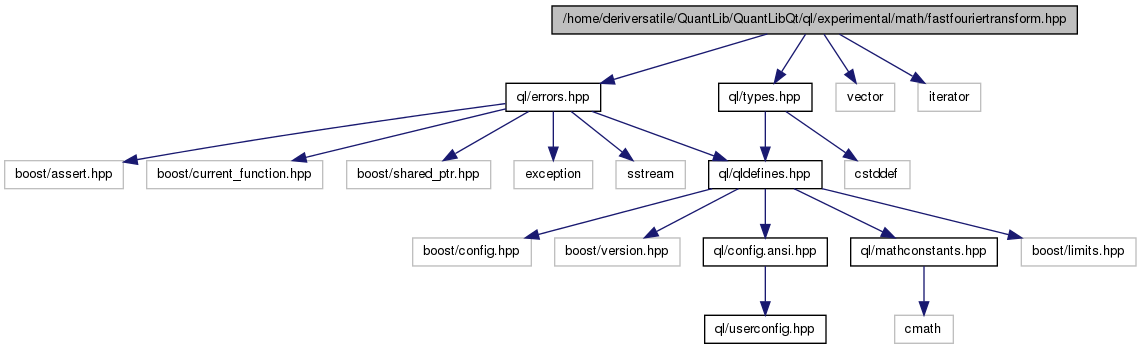 /home/deriversatile/QuantLib/QuantLibQt/ql/experimental/math/fastfouriertransform.hpp
ql/errors.hpp
ql/types.hpp
vector
iterator
boost/assert.hpp
boost/current_function.hpp
boost/shared_ptr.hpp
exception
sstream
ql/qldefines.hpp
cstddef
boost/config.hpp
boost/version.hpp
ql/config.ansi.hpp
ql/mathconstants.hpp
boost/limits.hpp
ql/userconfig.hpp
cmath